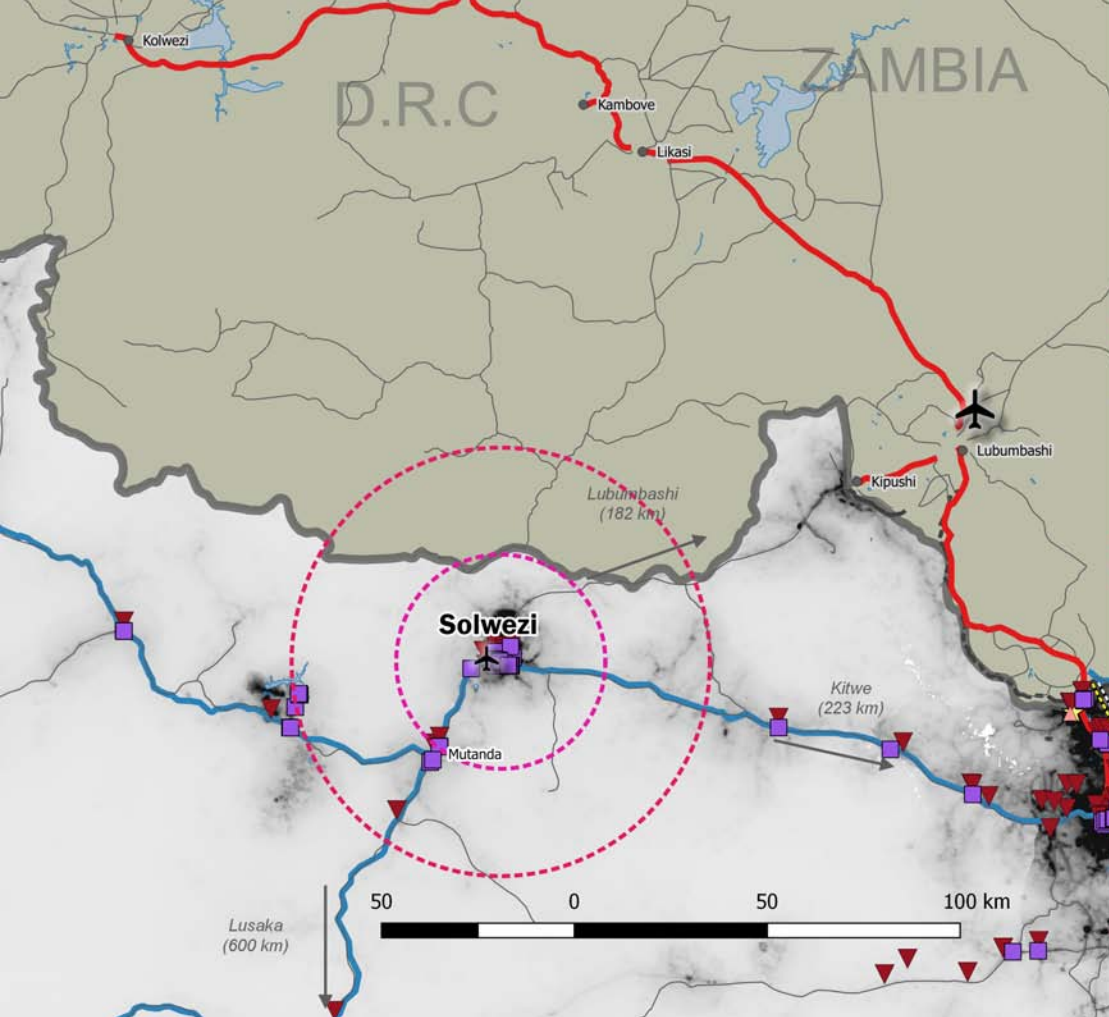 Kolwezi
ZAMBIA
D.R.C
Kambove
Likasi
Lubumbashi
Kipushi
Lubumbashi
(182 km)
Solwezi
Kitwe
(223 km)
Mutanda
50 0 50 100 km
Lusaka
(600 km)